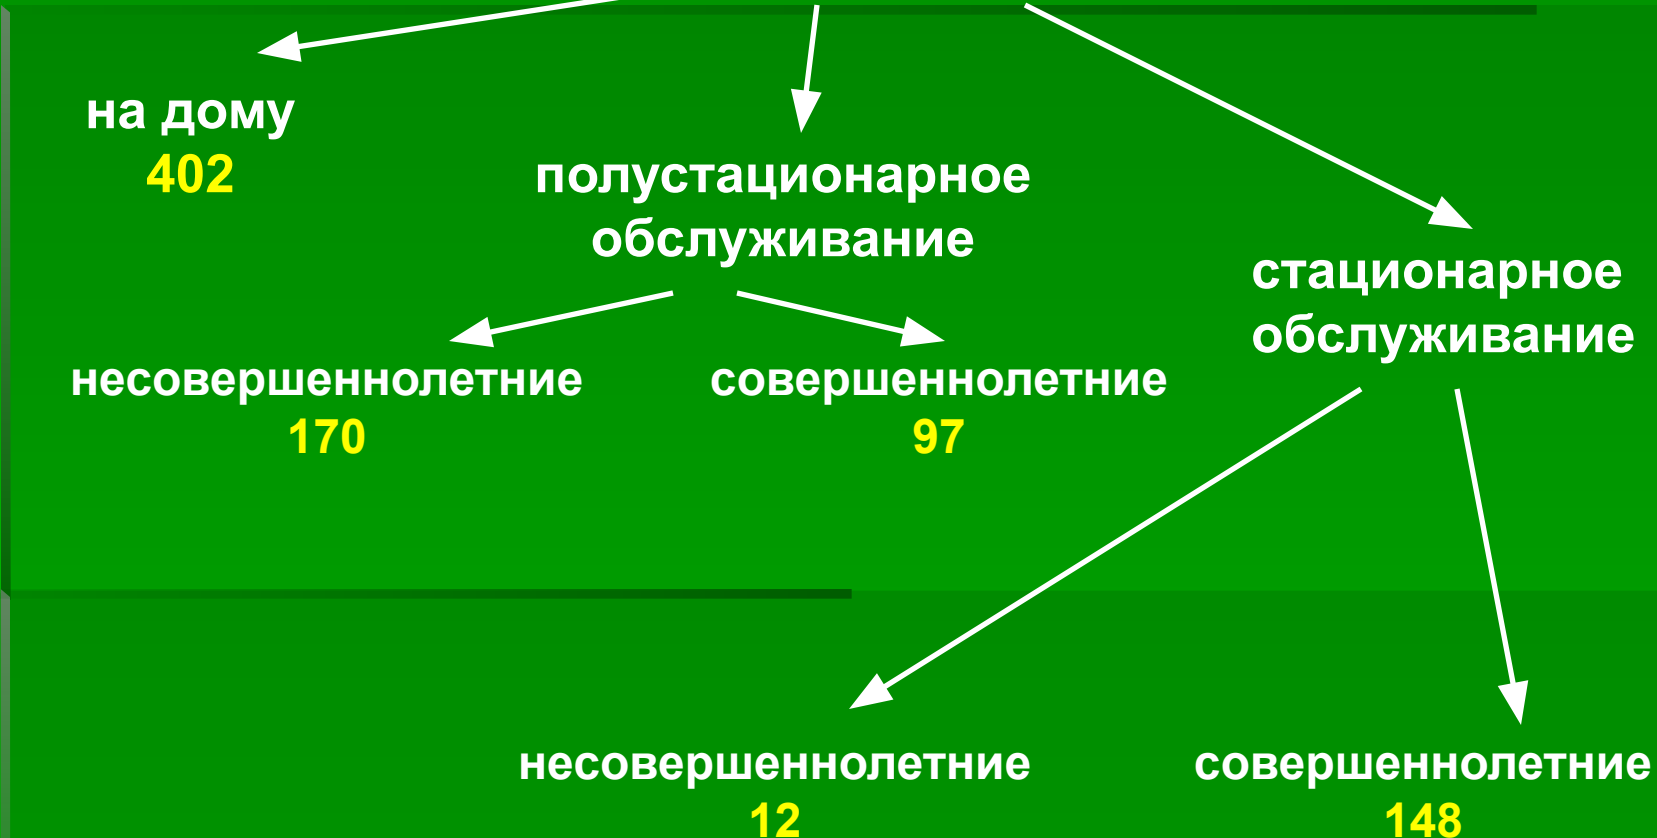 на дому
402
полустационарное
обслуживание
стационарное
обслуживание
несовершеннолетние
170
совершеннолетние
97
несовершеннолетние
12
совершеннолетние
148